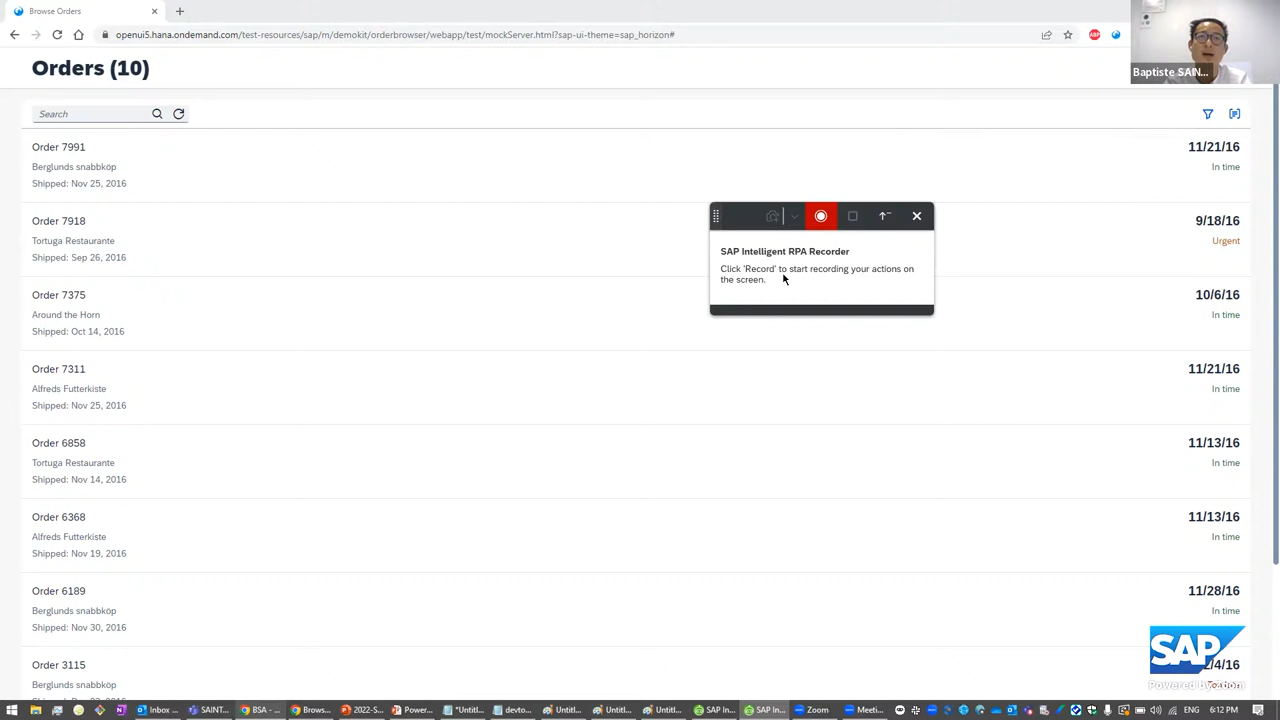 Browse Orders
openui5.hana.ondemand.com/test-resources/sap/m/demokit/orderbrowser/webapp/test/mockServer.html?sap-ui-theme=sap_horizon#
ABP
Baptiste SAIN...
Orders (10)
Search
Order 7991
11/21/16
Berglunds snabbköp
In time
Shipped: Nov 25, 2016
Order 7918
9/18/16
Tortuga Restaurante
Urgent
Shipped: Sep 26, 2016
SAP Intelligent RPA Recorder
Click 'Record' to start recording your actions on
the screen.
Order 7375
10/6/16
Around the Horn
In time
Shipped: Oct 14, 2016
Order 7311
11/21/16
Alfreds Futterkiste
In time
Shipped: Nov 25, 2016
Order 6858
11/13/16
Tortuga Restaurante
In time
Shipped: Nov 14, 2016
Order 6368
11/13/16
Alfreds Futterkiste
In time
Shipped: Nov 19, 2016
Order 6189
11/28/16
Berglunds snabbköp
In time
Shipped: Nov 30, 2016
Order 3115
2/4/16
Berglunds snabbköp
SAP
Powered by zoom
Inbox ...
SAINT...
BSA - ...
Brows...
2022-S...
Power...
*Untitl...
devto...
Untitl...
Untitl...
Untitl...
SAP In...
SAP In...
Zoom
Meeti...
ENG
6:12 PM